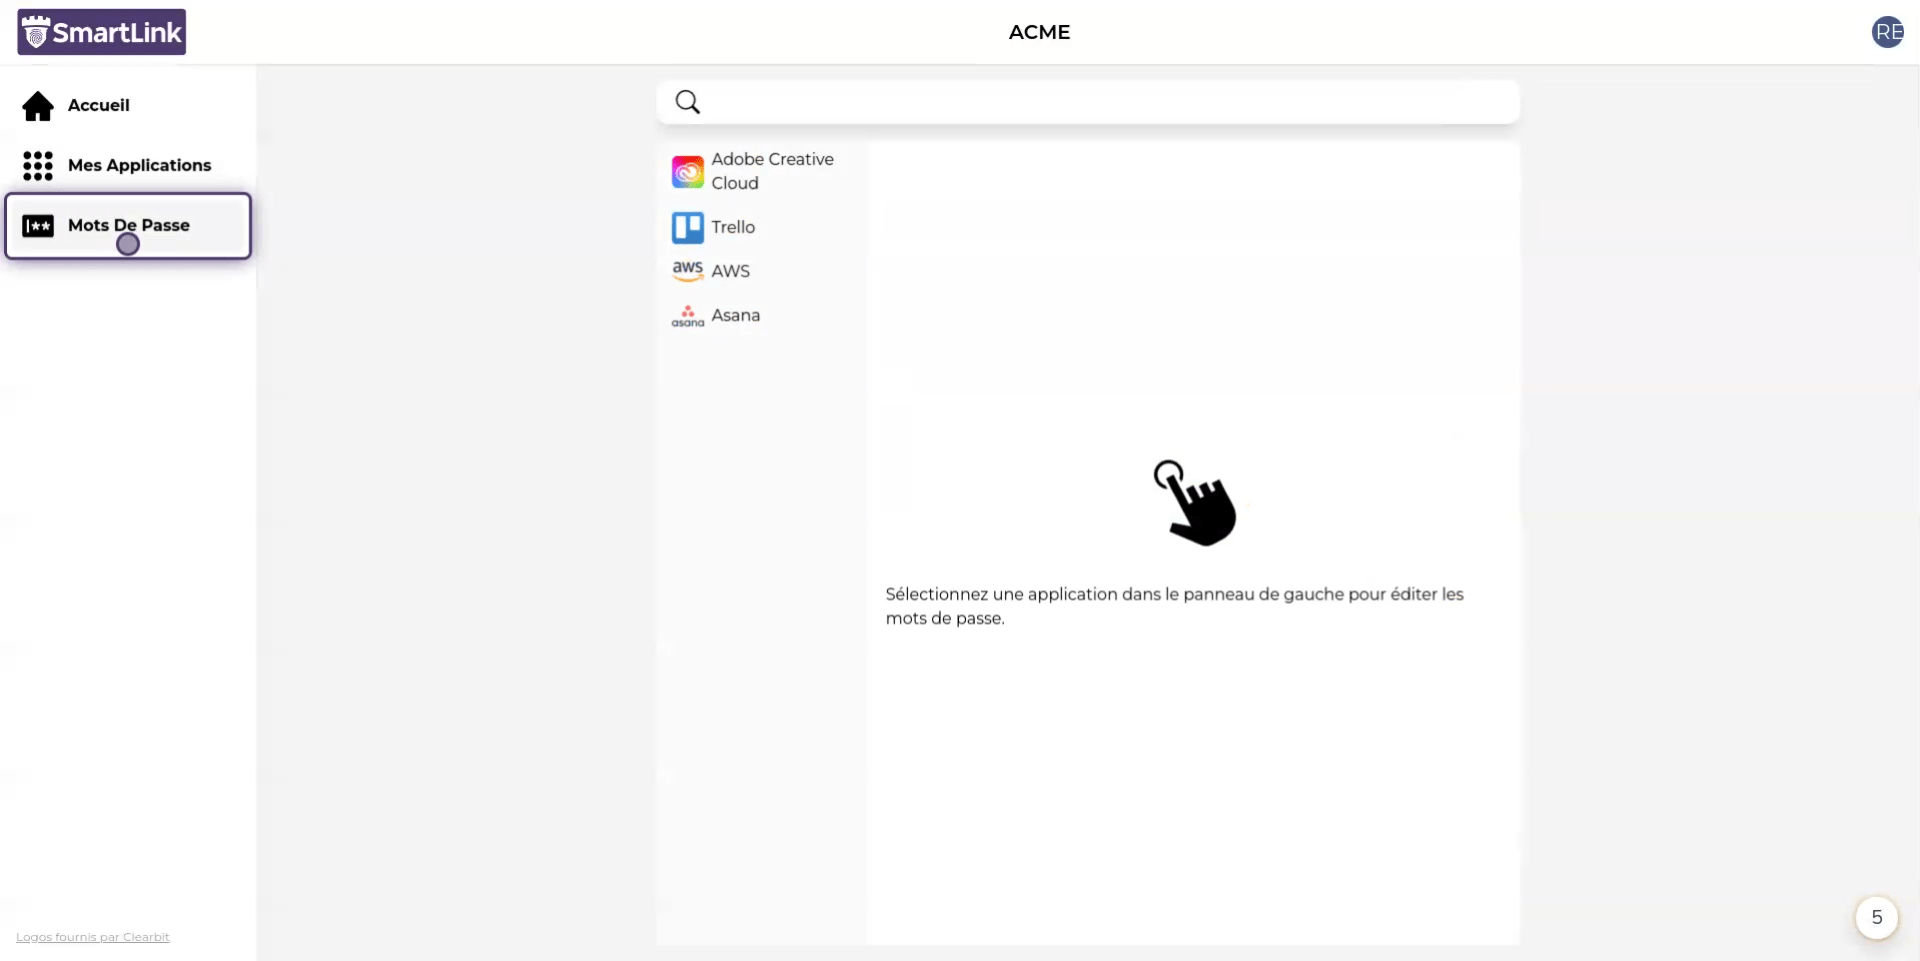 SmartLink
ACME
RE
Accueil
Mes Applications
|** Mots De Passe
Adobe Creative
Cloud
Trello
aws AWS
asana Asana
Sélectionnez une application dans le panneau de gauche pour éditer les
mots de passe.
Logos fournis par Clearbit
5